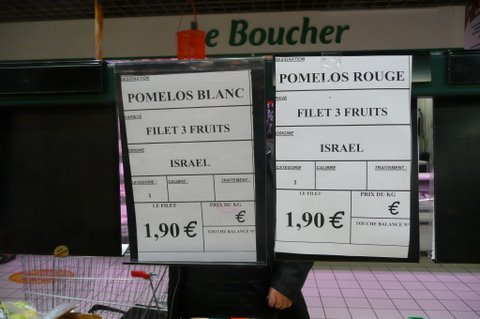 Le Boucher
DESIGNATION
POMELOS BLANC
VARIETE
FILET 3 FRUITS
ORIGINE
ISRAEL
CATEGORIE CALIBRE TRAITEMENT
1
LE FILET PRIX DU KG
1,90 € €
TOUCHE BALANCE N°
DESIGNATION
POMELOS ROUGE
FILET 3 FRUITS
ORIGINE
ISRAEL
CATEGORIE CALIBRE TRAITEMENT
1
LE FILET PRIX DU KG
1,90 € €
TOUCHE BALANCE N°